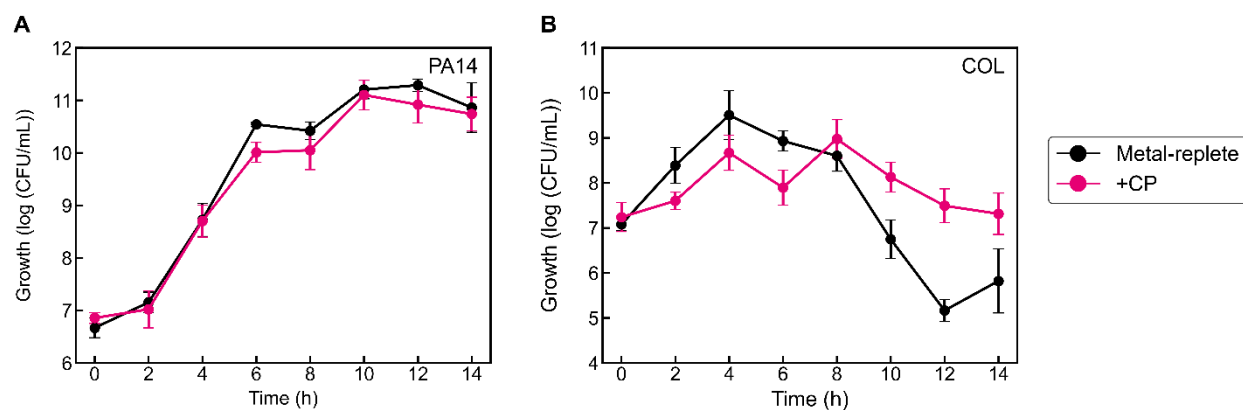 A
PA14
Growth (log (CFU/mL))
12
11
10
9
8
7
6
0 2 4 6 8 10 12 14
Time (h)
B
COL
Growth (log (CFU/mL))
11
10
9
8
7
6
5
4
0 2 4 6 8 10 12 14
Time (h)
Metal-replete
+CP